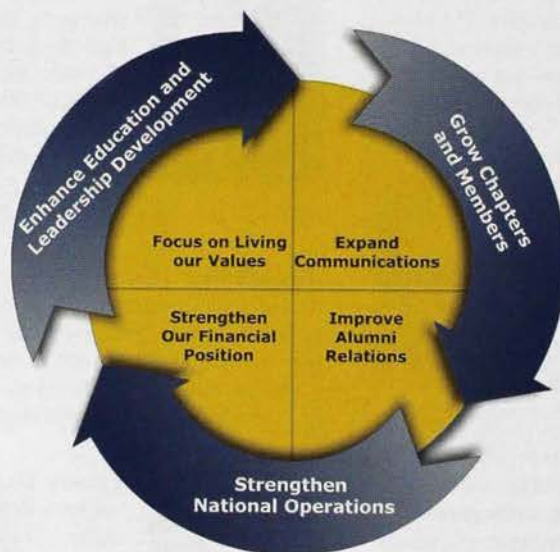 Enhance Education and
Leadership Development
Grow Chapters
and Members
Focus on Living
our Values
Expand
Communications
Strengthen
Our Financial
Position
Improve
Alumni
Relations
Strengthen
National Operations